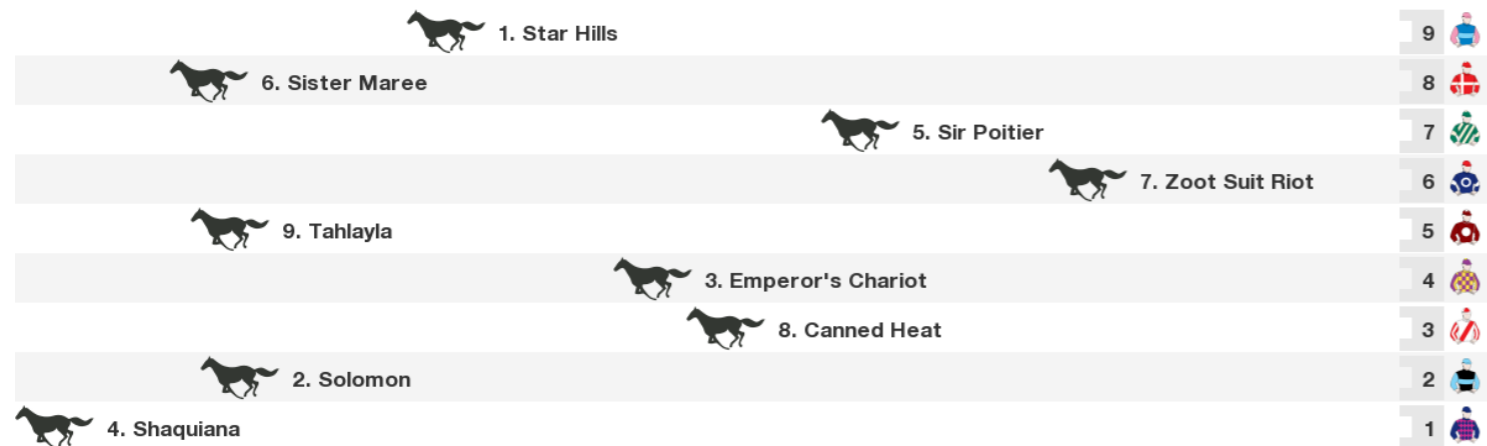 1. Star Hills 9
6. Sister Maree 8
5. Sir Poitier 7
7. Zoot Suit Riot 6
9. Tahlayla 5
3. Emperor's Chariot 4
8. Canned Heat 3
2. Solomon 2
4. Shaquiana 1